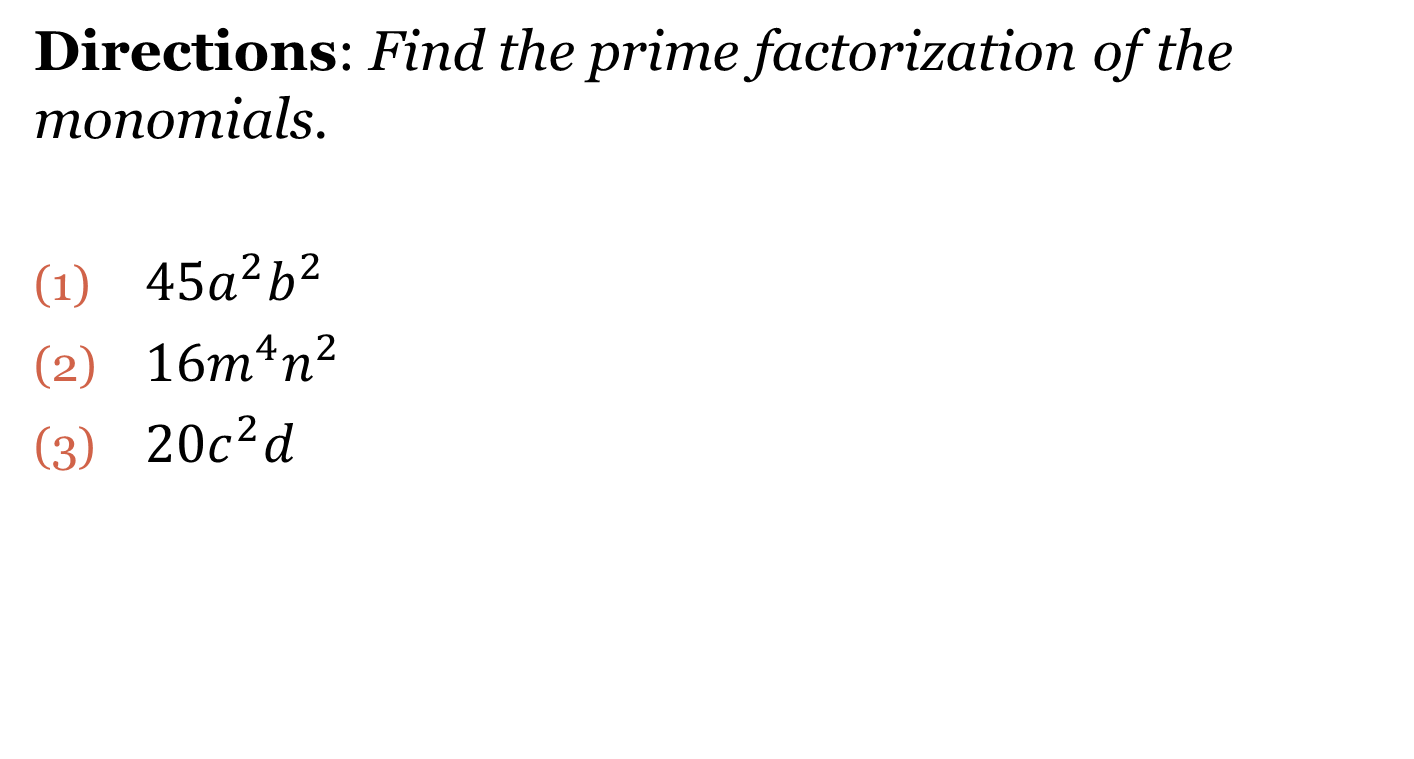 Directions: Find the prime factorization of the
monomials.
(1) 45a²b²
(2) 16m⁴n²
(3) 20c²d